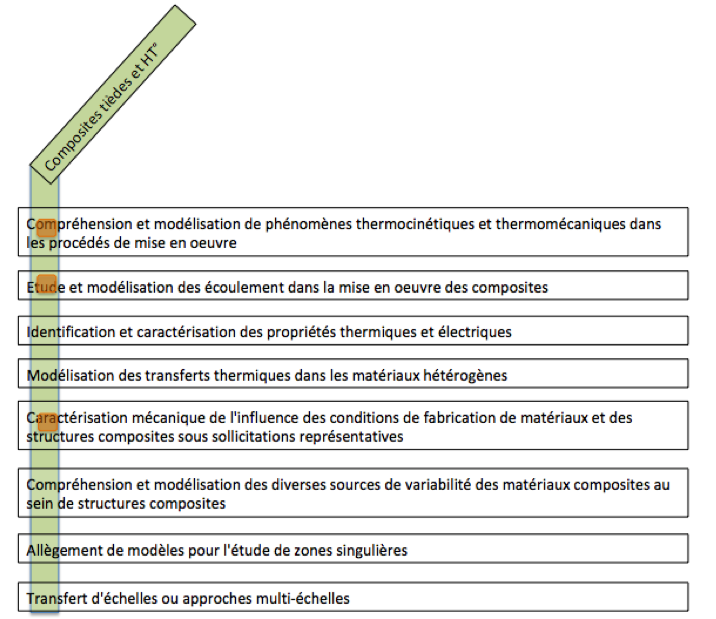 Composites tièdes et HT°
Compréhension et modélisation de phénomènes thermocinétiques et thermomécaniques dans
les procédés de mise en oeuvre
Etude et modélisation des écoulement dans la mise en oeuvre des composites
Identification et caractérisation des propriétés thermiques et électriques
Modélisation des transferts thermiques dans les matériaux hétérogènes
Caractérisation mécanique de l'influence des conditions de fabrication de matériaux et des
structures composites sous sollicitations représentatives
Compréhension et modélisation des diverses sources de variabilité des matériaux composites au
sein de structures composites
Allègement de modèles pour l'étude de zones singulières
Transfert d'échelles ou approches multi-échelles